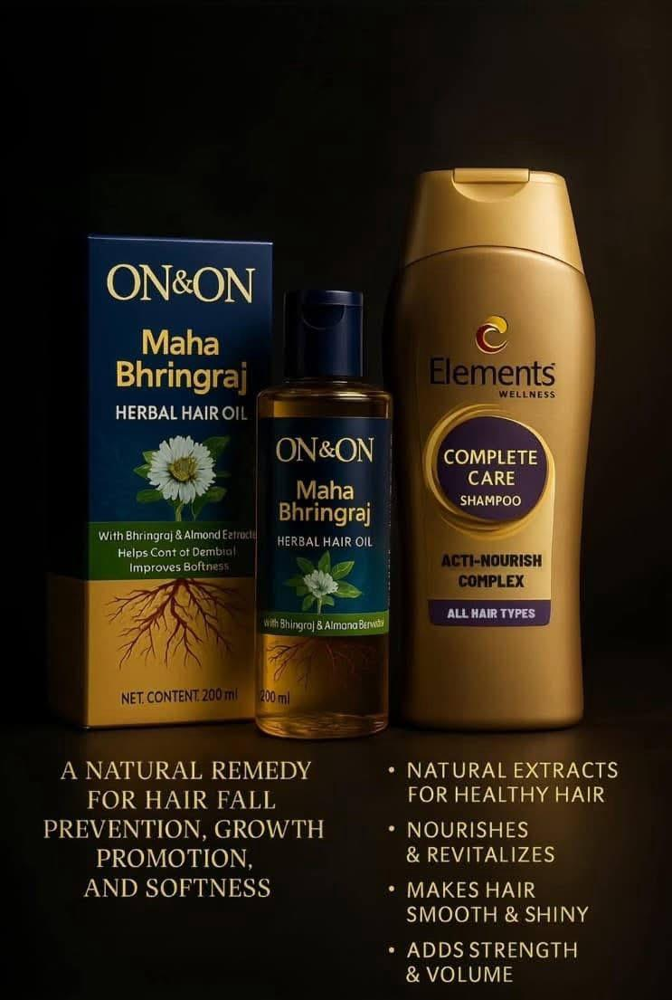 ON&ON
Maha
Bhringraj
HERBAL HAIR OIL
With Bhringraj & Almond Extracts
Helps Cont of Dembial
Improves Boftness
NET. CONTENT. 200 ml
ON&ON
Maha
Bhringraj
HERBAL HAIR OIL
With Bhingraj & Almana
200 ml
Elements
WELLNESS
COMPLETE
CARE
SHAMPOO
ACTI-NOURISH
COMPLEX
ALL HAIR TYPES
A NATURAL REMEDY
FOR HAIR FALL
PREVENTION, GROWTH
PROMOTION,
AND SOFTNESS
• NATURAL EXTRACTS
FOR HEALTHY HAIR
• NOURISHES
& REVITALIZES
• MAKES HAIR
SMOOTH & SHINY
• ADDS STRENGTH
& VOLUME